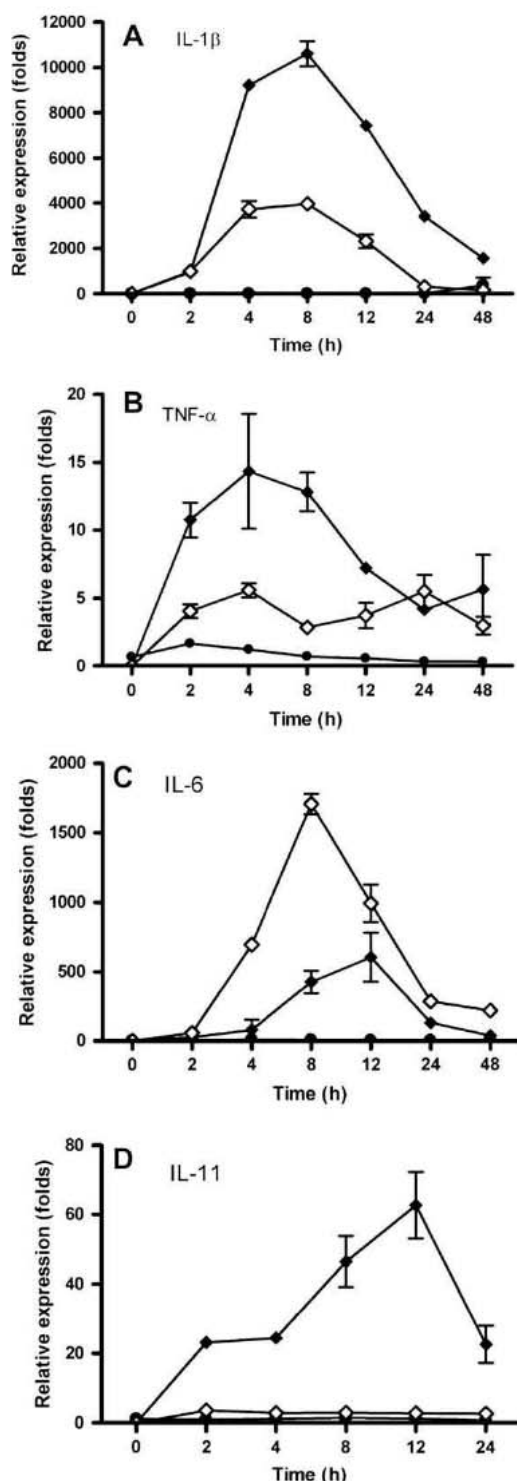 A IL-1β
Relative expression (folds)
12000
10000
8000
6000
4000
2000
0
0 2 4 8 12 24 48
Time (h)
B TNF-α
Relative expression (folds)
20
15
10
5
0
0 2 4 8 12 24 48
Time (h)
C IL-6
Relative expression (folds)
2000
1500
1000
500
0
0 2 4 8 12 24 48
Time (h)
D IL-11
Relative expression (folds)
80
60
40
20
0
0 2 4 8 12 24
Time (h)